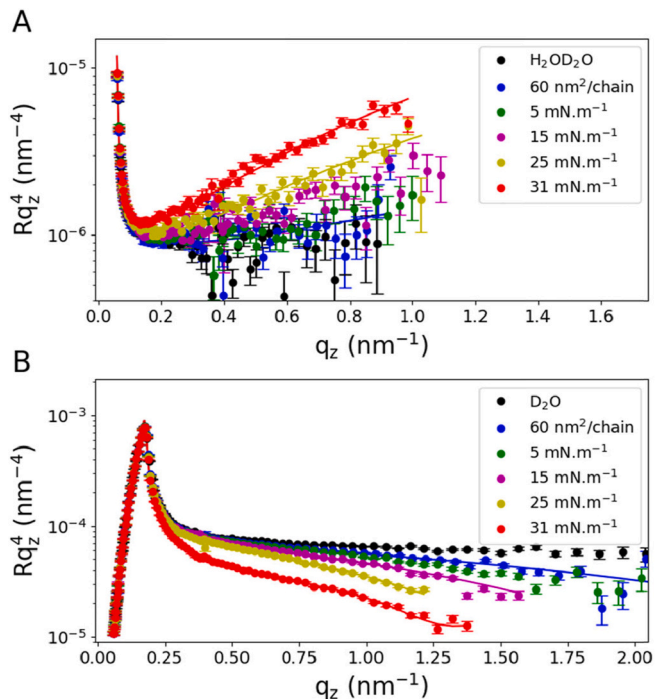 A
10⁻⁵
10⁻⁶
Rq_z⁴ (nm⁻⁴)
H₂OD₂O
60 nm²/chain
5 mN.m⁻¹
15 mN.m⁻¹
25 mN.m⁻¹
31 mN.m⁻¹
0.0 0.2 0.4 0.6 0.8 1.0 1.2 1.4 1.6
q_z (nm⁻¹)
B
10⁻³
10⁻⁴
10⁻⁵
Rq_z⁴ (nm⁻⁴)
D₂O
60 nm²/chain
5 mN.m⁻¹
15 mN.m⁻¹
25 mN.m⁻¹
31 mN.m⁻¹
0.00 0.25 0.50 0.75 1.00 1.25 1.50 1.75 2.00
q_z (nm⁻¹)